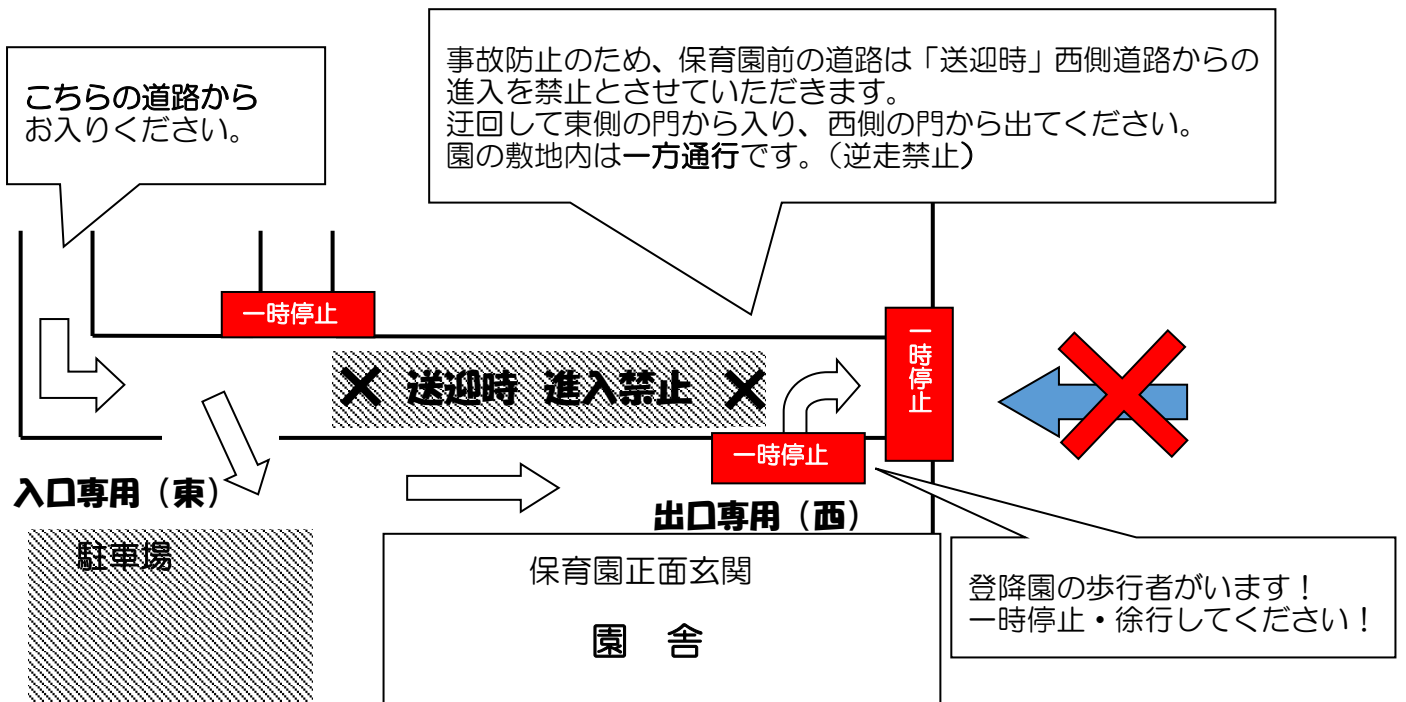 こちらの道路から
お入りください。
事故防止のため、保育園前の道路は「送迎時」西側道路からの
進入を禁止とさせていただきます。
迂回して東側の門から入り、西側の門から出てください。
園の敷地内は一方通行です。（逆走禁止）
一時停止
一時停止
✕ 送迎時 進入禁止 ✕
一時停止
入口専用（東）
出口専用（西）
駐車場
保育園正面玄関
園 舎
登降園の歩行者がいます！
一時停止・徐行してください！